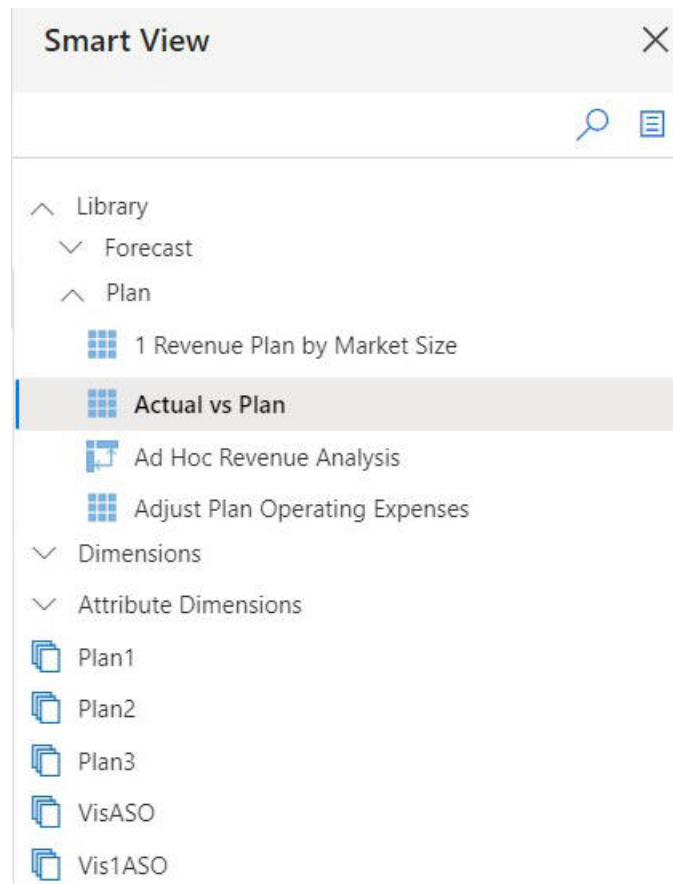 Smart View
Library
Forecast
Plan
1 Revenue Plan by Market Size
Actual vs Plan
Ad Hoc Revenue Analysis
Adjust Plan Operating Expenses
Dimensions
Attribute Dimensions
Plan1
Plan2
Plan3
VisASO
Vis1ASO